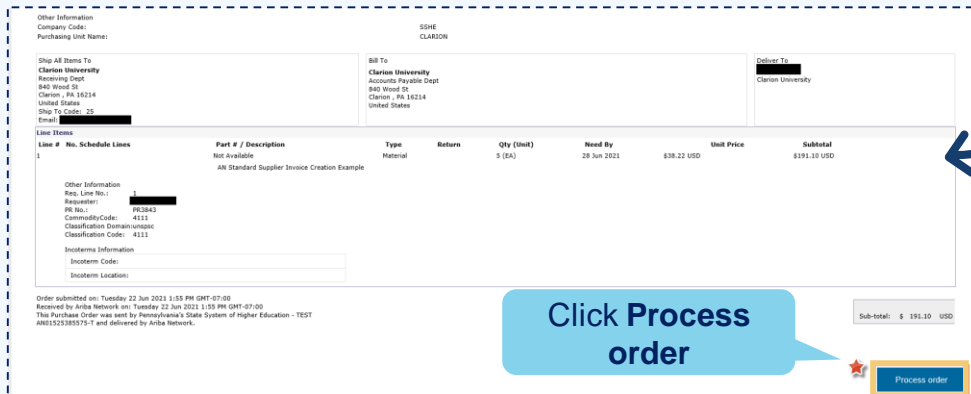 Other Information
Company Code: SSHE
Purchasing Unit Name: CLARION
Ship All Items To
Clarion University
Receiving Dept
840 Wood St
Clarion , PA 16214
United States
Ship To Code: 25
Email:
Bill To
Clarion University
Accounts Payable Dept
840 Wood St
Clarion , PA 16214
United States
Deliver To
Clarion University
Line Items
Line # No. Schedule Lines Part # / Description Type Return Qty (Unit) Need By Unit Price Subtotal
1 Not Available Material 5 (EA) 28 Jun 2021 $38.22 USD $191.10 USD
AN Standard Supplier Invoice Creation Example
Other Information
Req. Line No.: 1
Requester:
PR No.: PR3843
CommodityCode: 4111
Classification Domain:unspsc
Classification Code: 4111
Incoterms Information
Incoterm Code:
Incoterm Location:
Order submitted on: Tuesday 22 Jun 2021 1:55 PM GMT-07:00
Received by Ariba Network on: Tuesday 22 Jun 2021 1:55 PM GMT-07:00
This Purchase Order was sent by Pennsylvania's State System of Higher Education - TEST
AN01525385575-T and delivered by Ariba Network.
Click Process
order
Sub-total: $ 191.10 USD
Process order